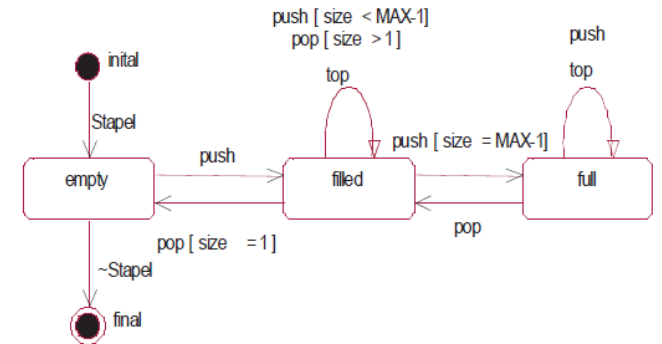 push [ size < MAX-1]
pop [ size > 1 ]
top
push
top
inital
Stapel
push
push [ size = MAX-1]
empty
filled
full
pop [ size = 1 ]
pop
~Stapel
final